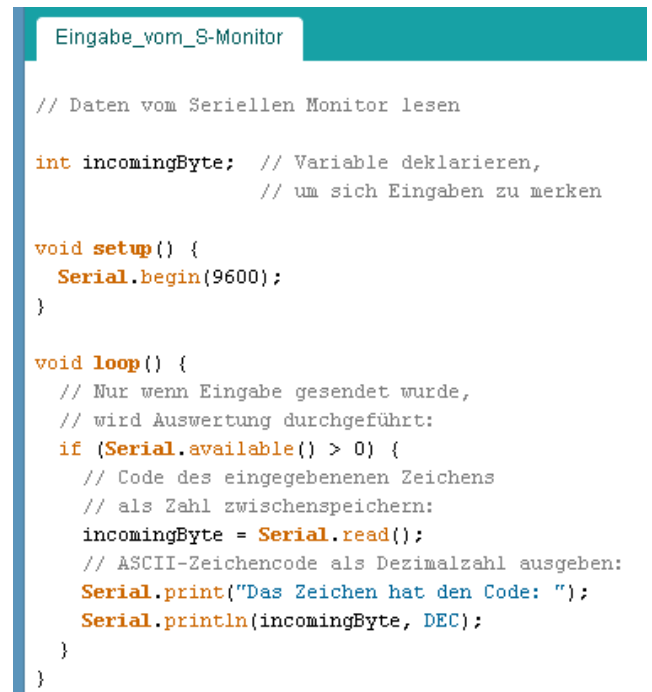 Eingabe_vom_S-Monitor
// Daten vom Seriellen Monitor lesen
int incomingByte;  // Variable deklarieren,
                   // um sich Eingaben zu merken
void setup() {
  Serial.begin(9600);
}
void loop() {
  // Nur wenn Eingabe gesendet wurde,
  // wird Auswertung durchgeführt:
  if (Serial.available() > 0) {
    // Code des eingegebenenen Zeichens
    // als Zahl zwischenspeichern:
    incomingByte = Serial.read();
    // ASCII-Zeichencode als Dezimalzahl ausgeben:
    Serial.print("Das Zeichen hat den Code: ");
    Serial.println(incomingByte, DEC);
  }
}